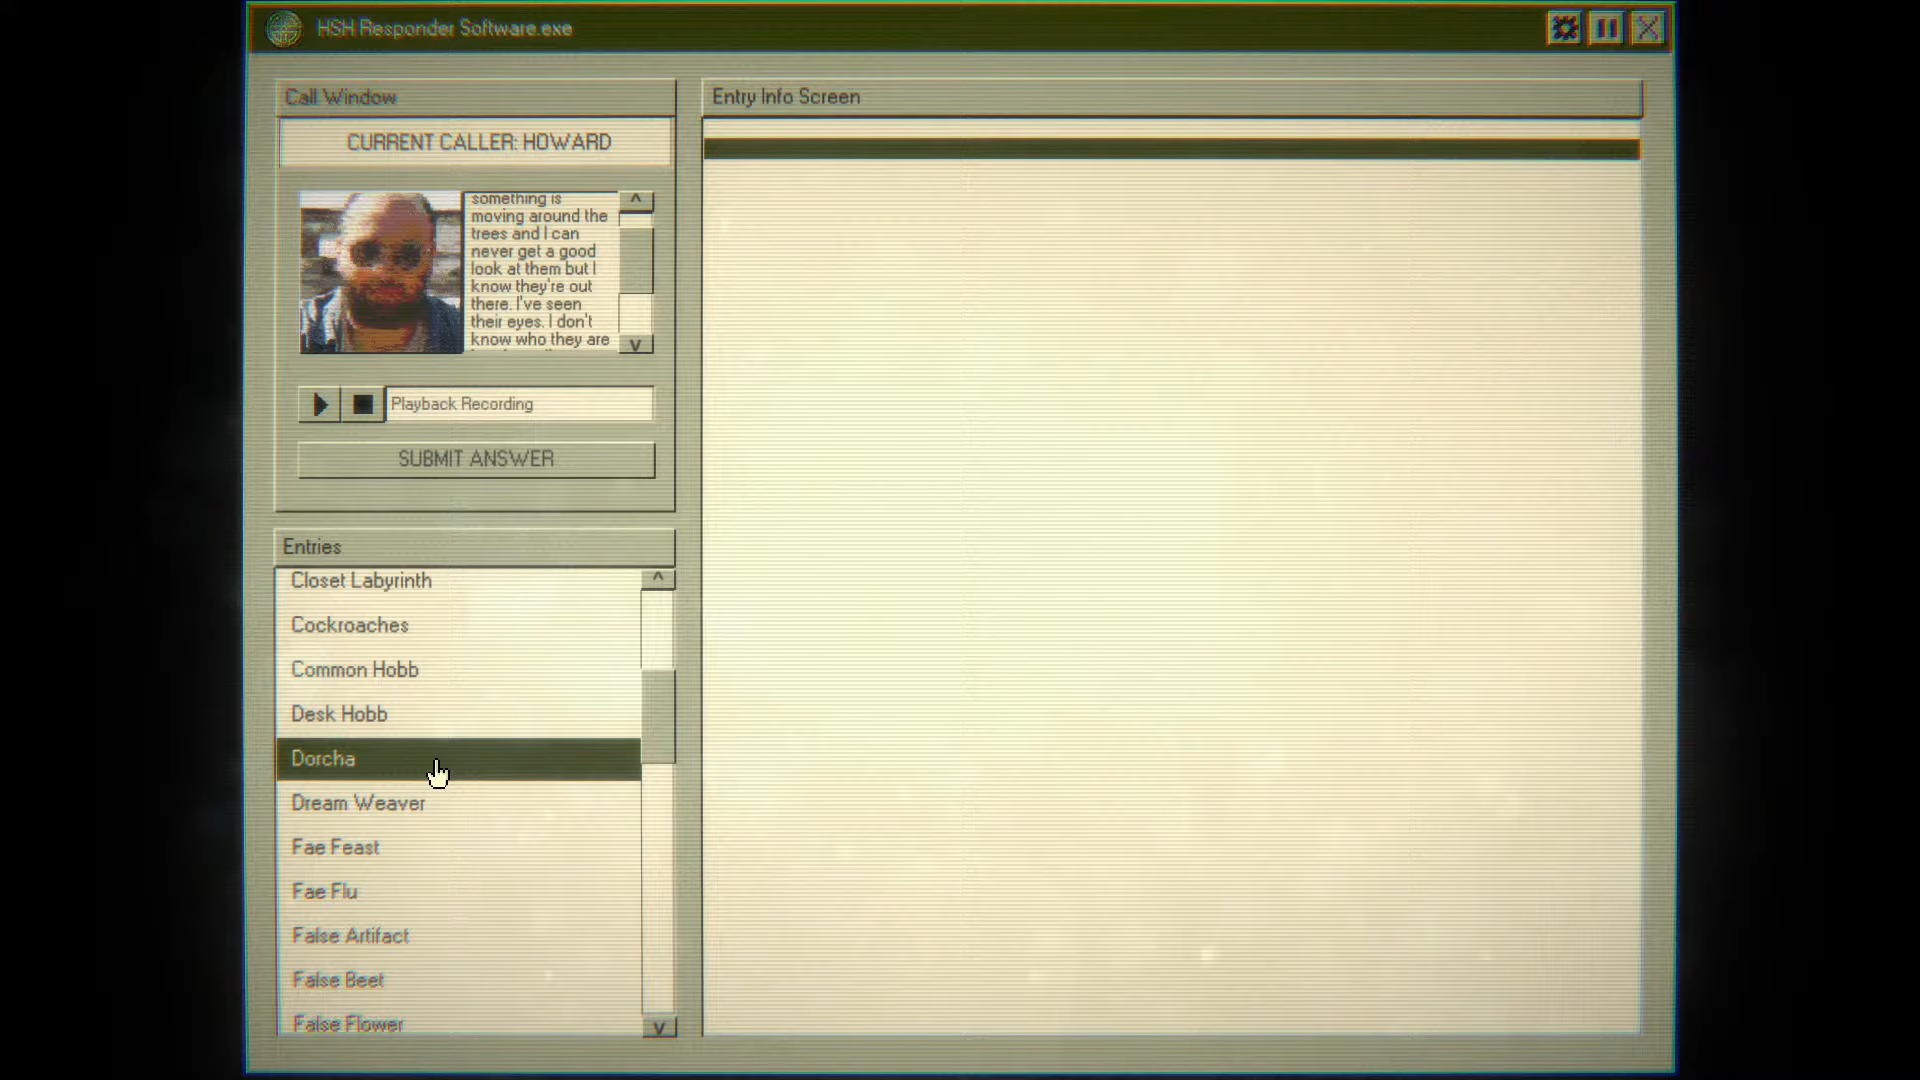 HSH Responder Software.exe
Call Window
CURRENT CALLER: HOWARD
something is
moving around the
trees and I can
never get a good
look at them but I
know they're out
there. I've seen
their eyes. I don't
know who they are
Playback Recording
SUBMIT ANSWER
Entries
Closet Labyrinth
Cockroaches
Common Hobb
Desk Hobb
Dorcha
Dream Weaver
Fae Feast
Fae Flu
False Artifact
False Beet
False Flower
Entry Info Screen